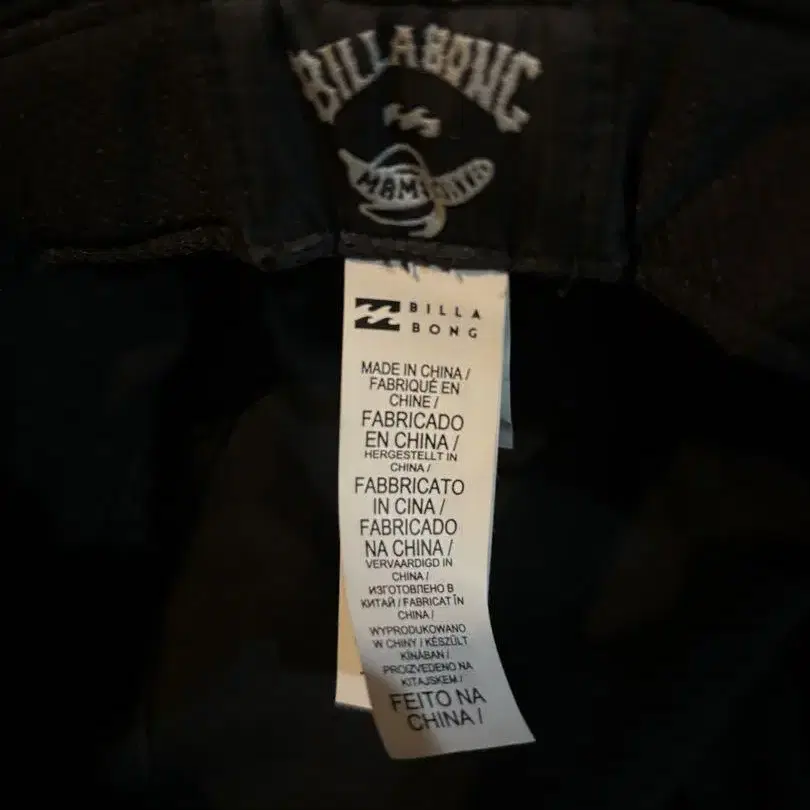 BILLABONG
BILLA
BONG
MADE IN CHINA /
FABRIQUÉ EN
CHINE /
FABRICADO
EN CHINA /
HERGESTELLT IN
CHINA /
FABBRICATO
IN CINA /
FABRICADO
NA CHINA /
VERVAARDIGD IN
CHINA /
ИЗГОТОВЛЕНО В
КИТАЙ / FABRICAT ÎN
CHINA /
WYPRODUKOWANO
W CHINY / KÉSZÜLT
KÍNÁBAN /
PROIZVEDENO NA
KITAJSKEM /
FEITO NA
CHINA /